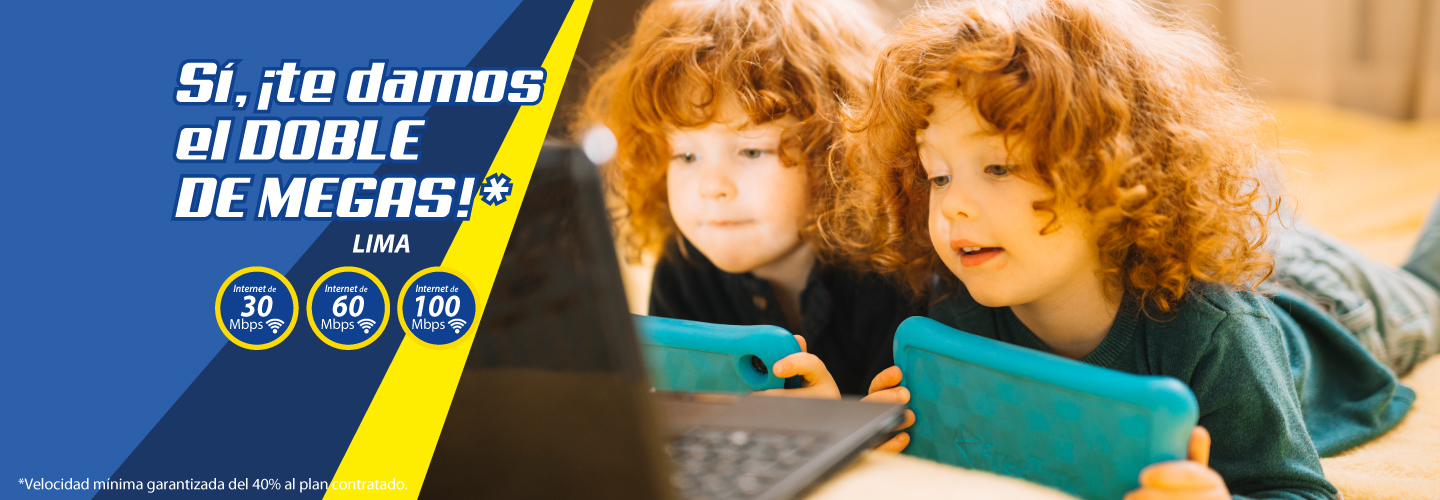 Sí, ¡te damos
el DOBLE
DE MEGAS!*
LIMA
Internet de
30
Mbps
Internet de
60
Mbps
Internet de
100
Mbps
*Velocidad mínima garantizada del 40% al plan contratado.